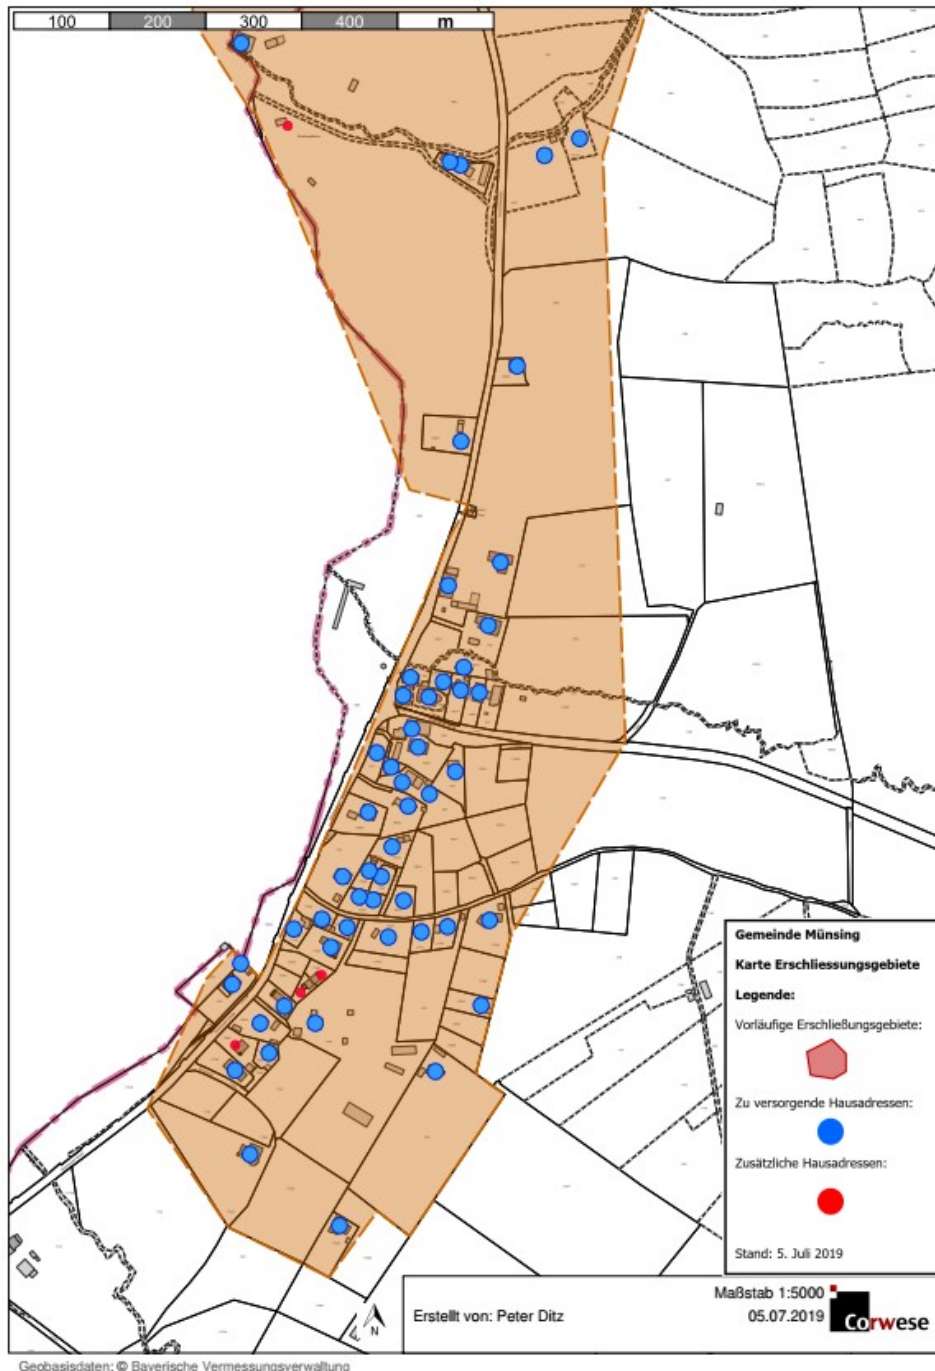 100 200 300 400 m
Gemeinde Münsing
Karte Erschliessungsgebiete
Legende:
Vorläufige Erschließungsgebiete:
Zu versorgende Hausadressen:
Zusätzliche Hausadressen:
Stand: 5. Juli 2019
Maßstab 1:5000
Erstellt von: Peter Ditz
05.07.2019
Corwese
N
Geobasisdaten: © Bayerische Vermessungsverwaltung